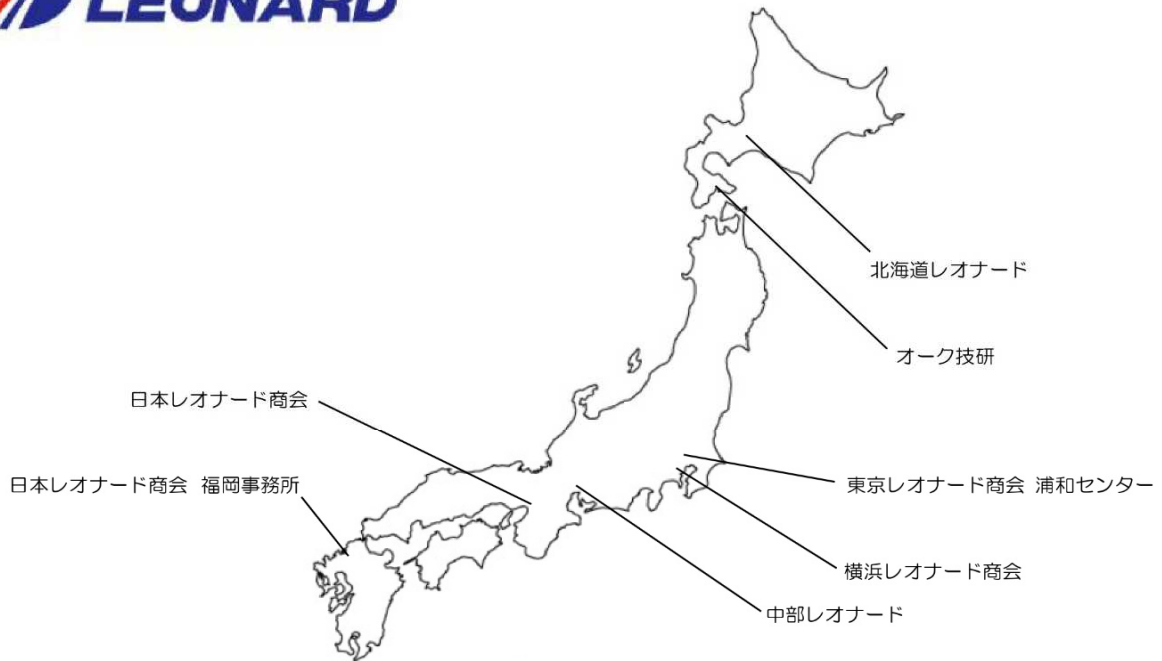 LEONARD
北海道レオナード
オーク技研
日本レオナード商会
日本レオナード商会 福岡事務所
東京レオナード商会 浦和センター
横浜レオナード商会
中部レオナード